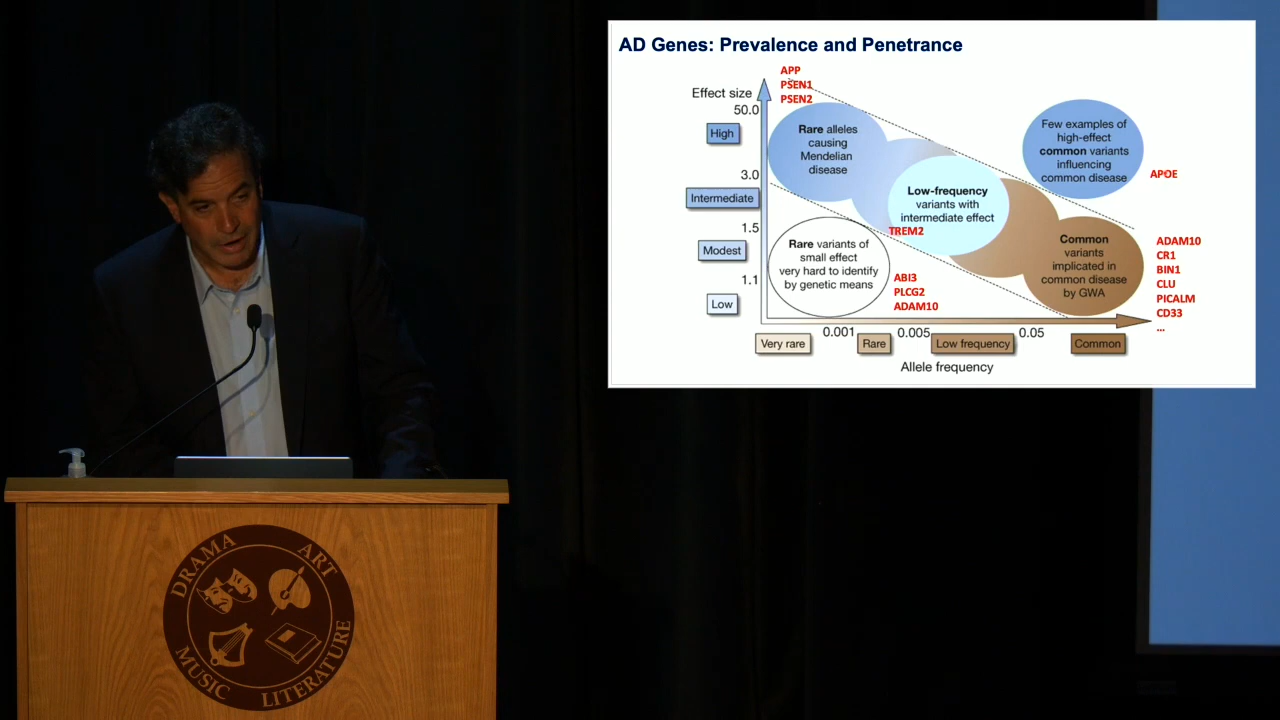 AD Genes: Prevalence and Penetrance
APP
PSEN1
PSEN2
Effect size
50.0
High
3.0
Intermediate
1.5
Modest
1.1
Low
Rare alleles
causing
Mendelian
disease
Few examples of
high-effect
common variants
influencing
common disease
APOE
Low-frequency
variants with
intermediate effect
TREM2
Rare variants of
small effect
very hard to identify
by genetic means
ABI3
PLCG2
ADAM10
Common
variants
implicated in
common disease
by GWA
ADAM10
CR1
BIN1
CLU
PICALM
CD33
...
0.001
0.005
0.05
Very rare
Rare
Low frequency
Common
Allele frequency
DRAMA
ART
MUSIC
LITERATURE